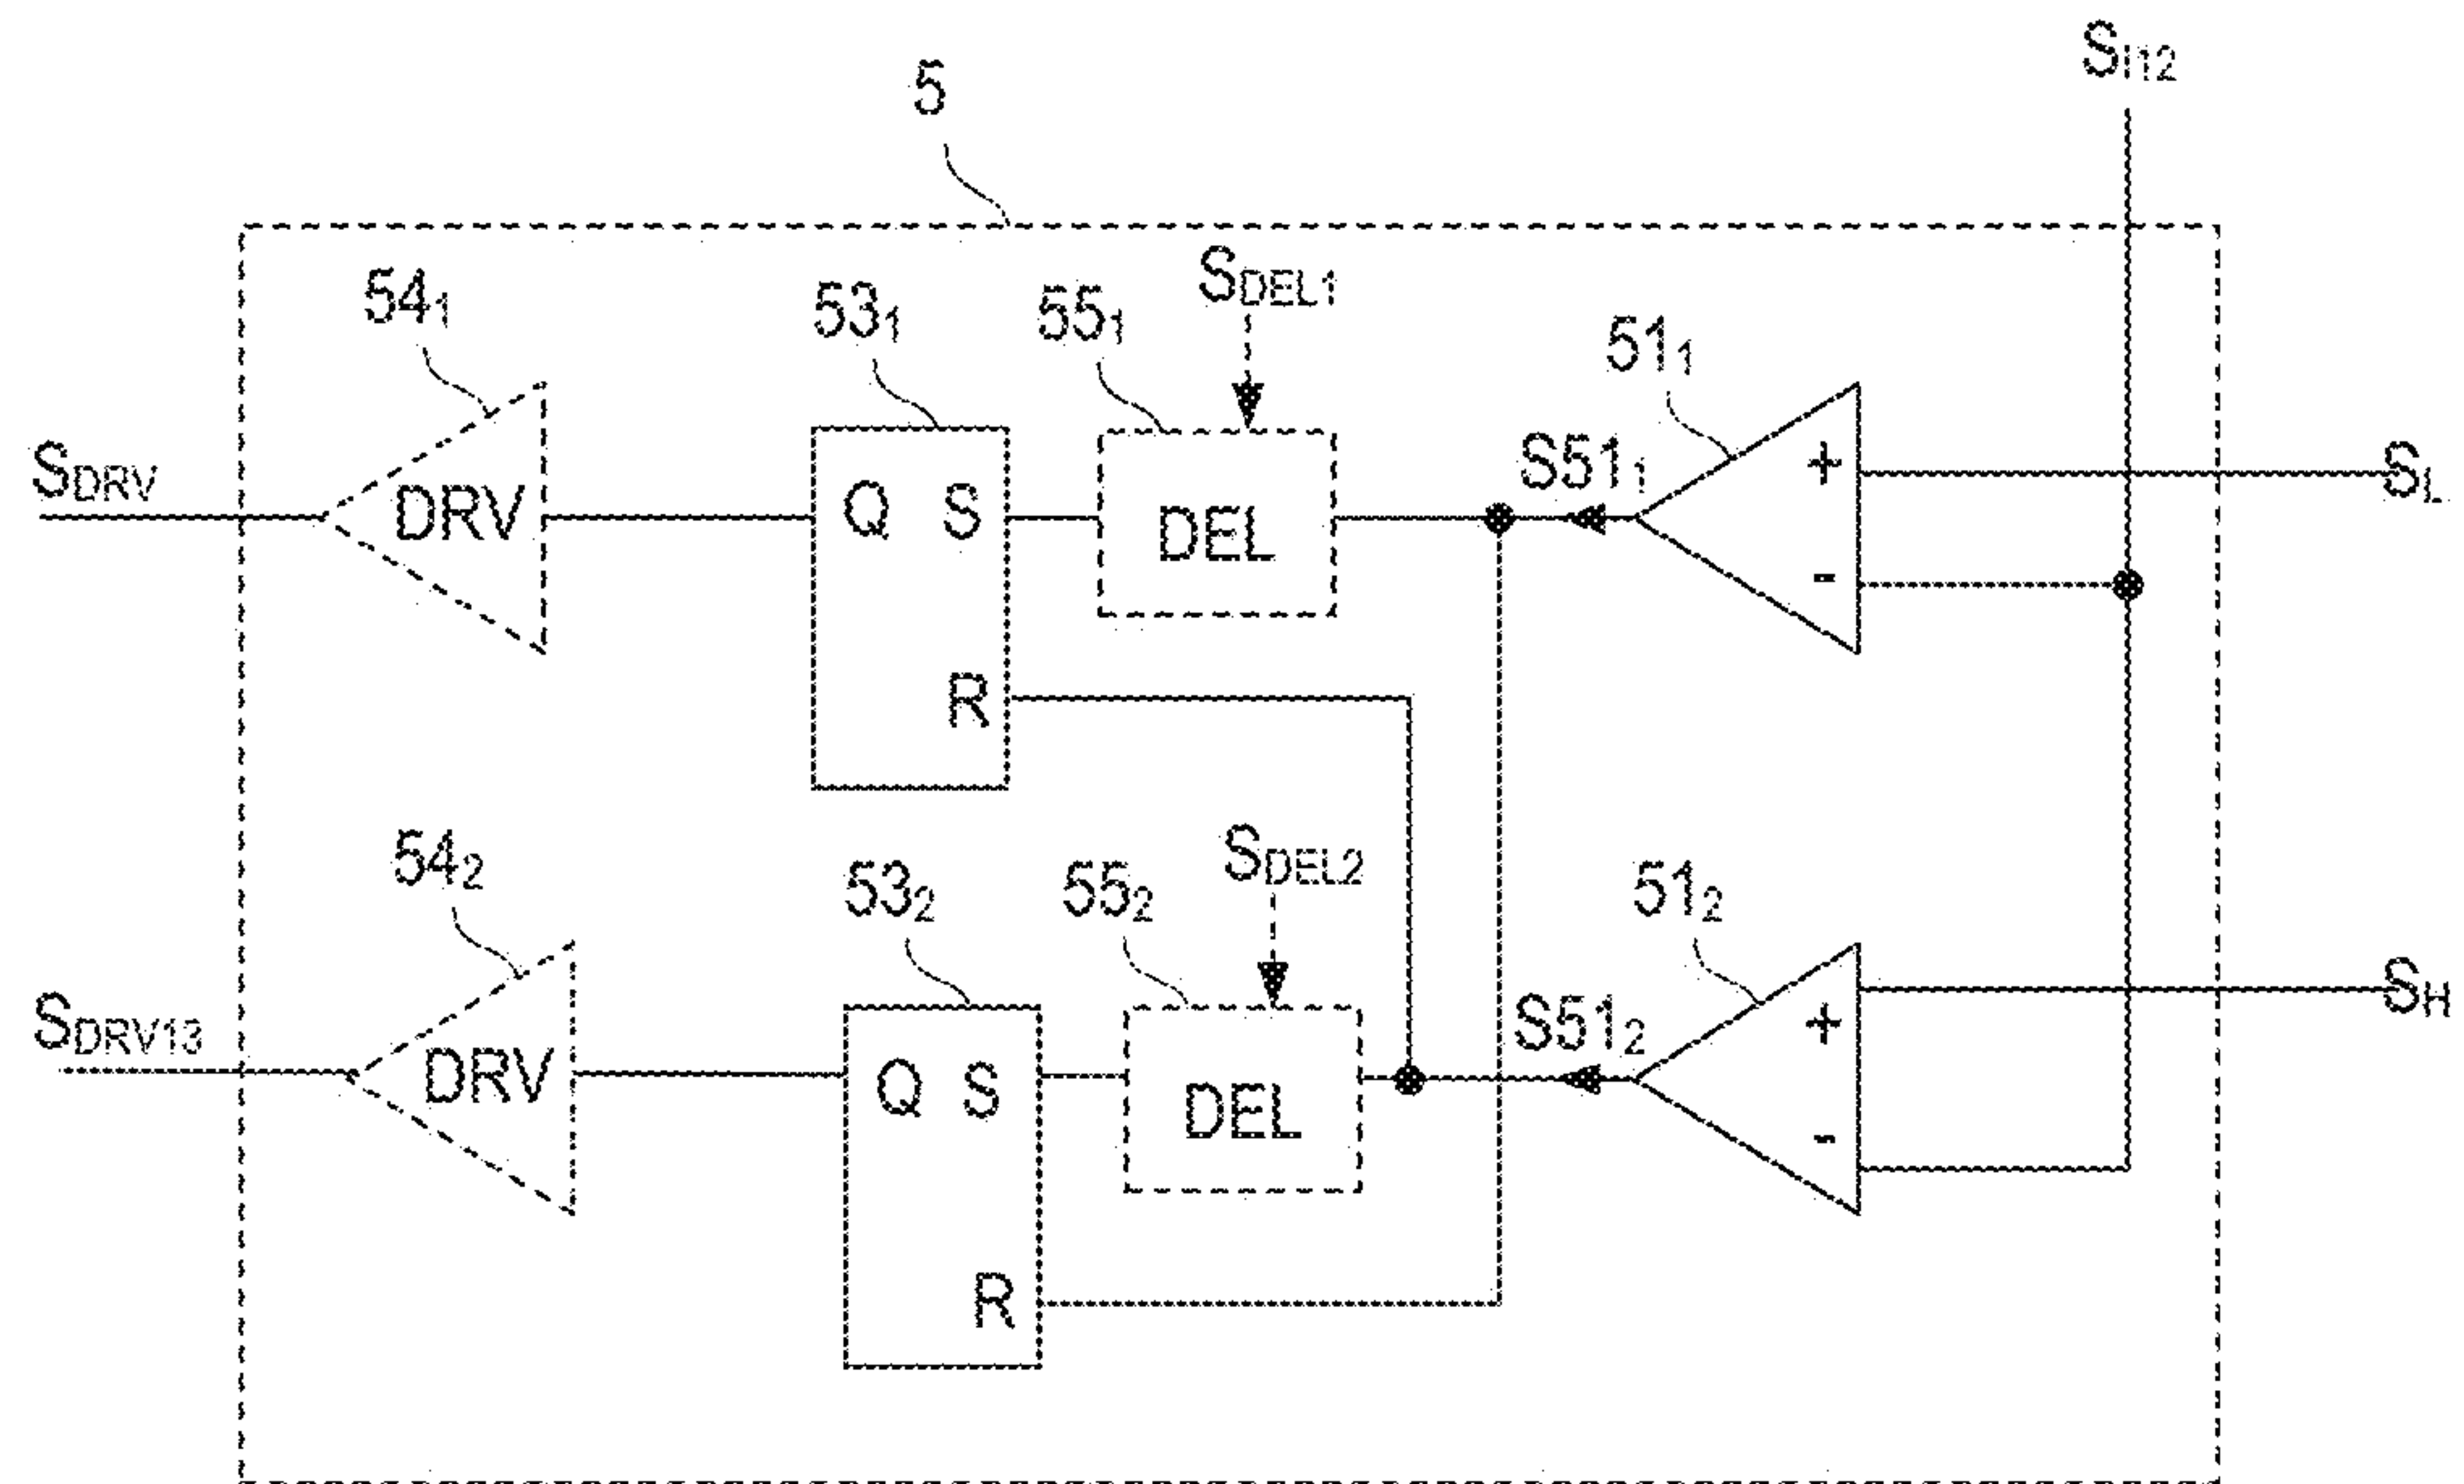 S_I12
5
S_DEL1
54_1
53_1
55_1
51_1
S_DRV
DRV
Q
S
DEL
S51_1
+
-
S_L
R
S_DEL2
54_2
53_2
55_2
51_2
S_DRV13
DRV
Q
S
DEL
S51_2
+
-
S_H
R